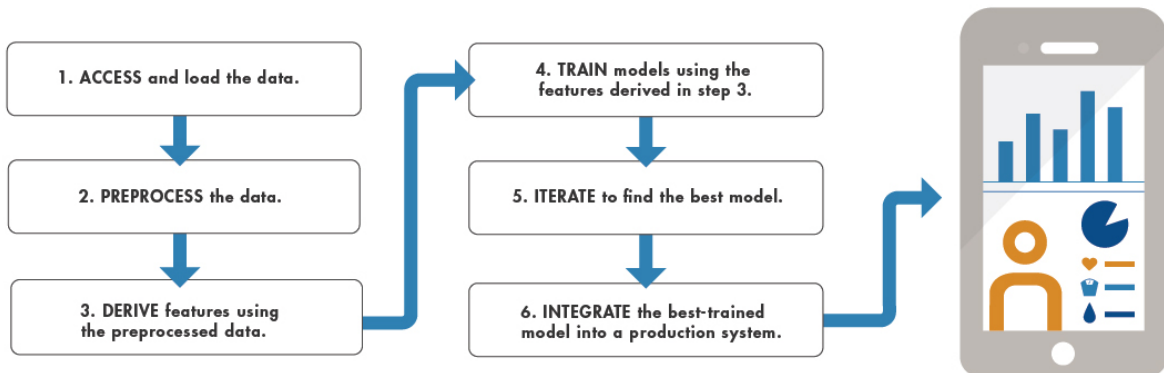 1. ACCESS and load the data.
2. PREPROCESS the data.
3. DERIVE features using
the preprocessed data.
4. TRAIN models using the
features derived in step 3.
5. ITERATE to find the best model.
6. INTEGRATE the best-trained
model into a production system.